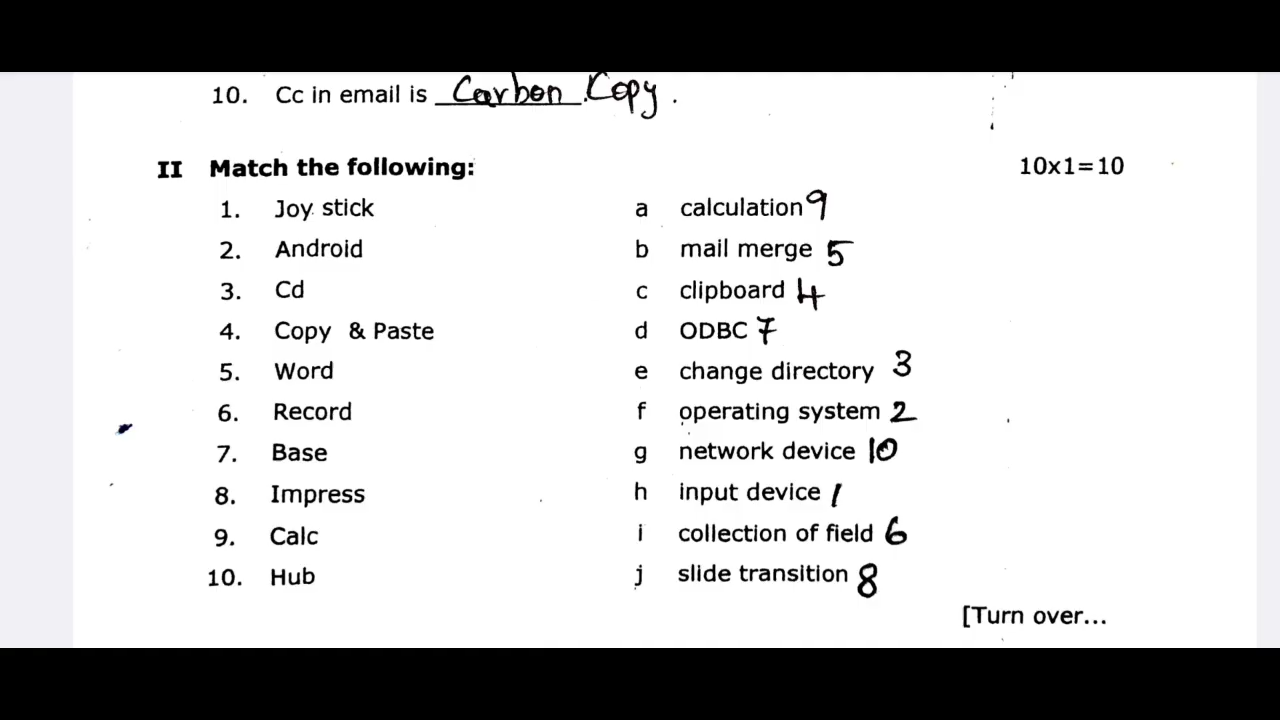 10. Cc in email is Carbon Copy .
II Match the following: 10x1=10
1. Joy stick a calculation 9
2. Android b mail merge 5
3. Cd c clipboard 4
4. Copy & Paste d ODBC 7
5. Word e change directory 3
6. Record f operating system 2
7. Base g network device 10
8. Impress h input device 1
9. Calc i collection of field 6
10. Hub j slide transition 8
[Turn over...